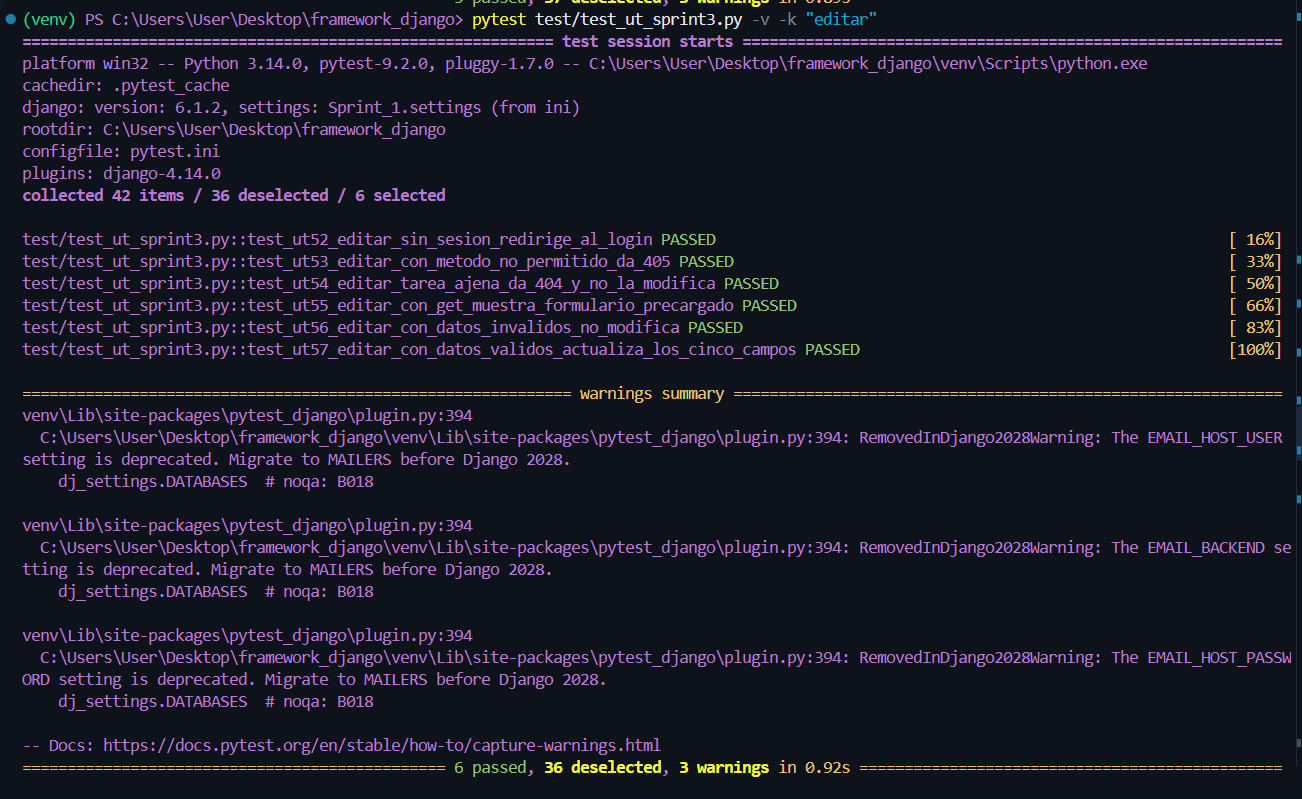 5 passed, 37 deselected, 3 warnings in 0.89s
(venv) PS C:\Users\User\Desktop\framework_django> pytest test/test_ut_sprint3.py -v -k "editar"
=========================================================== test session starts ============================================================
platform win32 -- Python 3.14.0, pytest-9.2.0, pluggy-1.7.0 -- C:\Users\User\Desktop\framework_django\venv\Scripts\python.exe
cachedir: .pytest_cache
django: version: 6.1.2, settings: Sprint_1.settings (from ini)
rootdir: C:\Users\User\Desktop\framework_django
configfile: pytest.ini
plugins: django-4.14.0
collected 42 items / 36 deselected / 6 selected
test/test_ut_sprint3.py::test_ut52_editar_sin_sesion_redirige_al_login PASSED [ 16%]
test/test_ut_sprint3.py::test_ut53_editar_con_metodo_no_permitido_da_405 PASSED [ 33%]
test/test_ut_sprint3.py::test_ut54_editar_tarea_ajena_da_404_y_no_la_modifica PASSED [ 50%]
test/test_ut_sprint3.py::test_ut55_editar_con_get_muestra_formulario_precargado PASSED [ 66%]
test/test_ut_sprint3.py::test_ut56_editar_con_datos_invalidos_no_modifica PASSED [ 83%]
test/test_ut_sprint3.py::test_ut57_editar_con_datos_validos_actualiza_los_cinco_campos PASSED [100%]
============================================================= warnings summary =============================================================
venv\Lib\site-packages\pytest_django\plugin.py:394
C:\Users\User\Desktop\framework_django\venv\Lib\site-packages\pytest_django\plugin.py:394: RemovedInDjango2028Warning: The EMAIL_HOST_USER
setting is deprecated. Migrate to MAILERS before Django 2028.
dj_settings.DATABASES  # noqa: B018
venv\Lib\site-packages\pytest_django\plugin.py:394
C:\Users\User\Desktop\framework_django\venv\Lib\site-packages\pytest_django\plugin.py:394: RemovedInDjango2028Warning: The EMAIL_BACKEND se
tting is deprecated. Migrate to MAILERS before Django 2028.
dj_settings.DATABASES  # noqa: B018
venv\Lib\site-packages\pytest_django\plugin.py:394
C:\Users\User\Desktop\framework_django\venv\Lib\site-packages\pytest_django\plugin.py:394: RemovedInDjango2028Warning: The EMAIL_HOST_PASSW
ORD setting is deprecated. Migrate to MAILERS before Django 2028.
dj_settings.DATABASES  # noqa: B018
-- Docs: https://docs.pytest.org/en/stable/how-to/capture-warnings.html
=============================================== 6 passed, 36 deselected, 3 warnings in 0.92s ===============================================